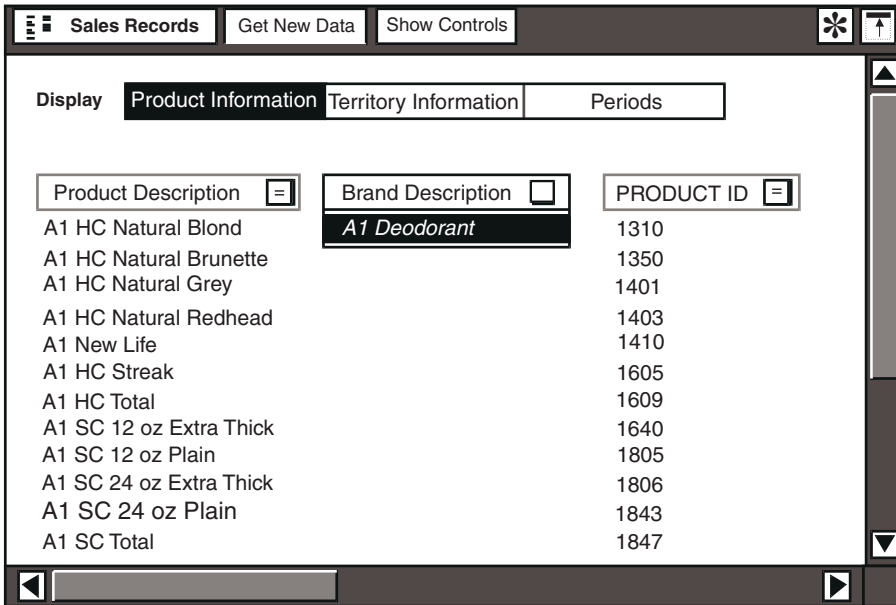 Sales Records Get New Data Show Controls
Display Product Information Territory Information Periods
Product Description = Brand Description PRODUCT ID =
A1 HC Natural Blond A1 Deodorant 1310
A1 HC Natural Brunette 1350
A1 HC Natural Grey 1401
A1 HC Natural Redhead 1403
A1 New Life 1410
A1 HC Streak 1605
A1 HC Total 1609
A1 SC 12 oz Extra Thick 1640
A1 SC 12 oz Plain 1805
A1 SC 24 oz Extra Thick 1806
A1 SC 24 oz Plain 1843
A1 SC Total 1847